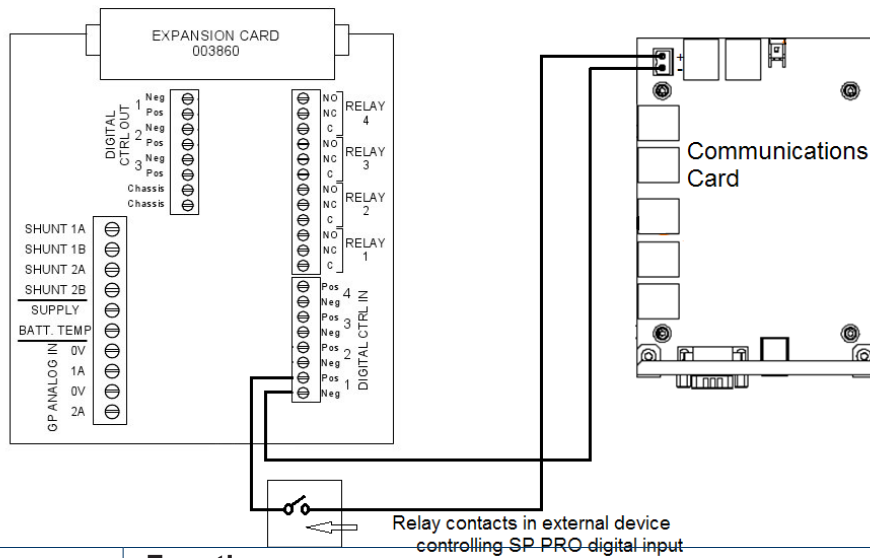 EXPANSION CARD
003860
DIGITAL
CTRL OUT
1
2
3
Neg
Pos
Neg
Pos
Neg
Pos
Chassis
Chassis
NO
NC
C
RELAY
4
NO
NC
C
RELAY
3
NO
NC
C
RELAY
2
NO
NC
C
RELAY
1
SHUNT 1A
SHUNT 1B
SHUNT 2A
SHUNT 2B
SUPPLY
BATT. TEMP
GP ANALOG IN
0V
1A
0V
2A
Pos
Neg
4
Pos
Neg
3
Pos
Neg
2
Pos
Neg
1
DIGITAL CTRL IN
+
-
Communications
Card
Relay contacts in external device
controlling SP PRO digital input